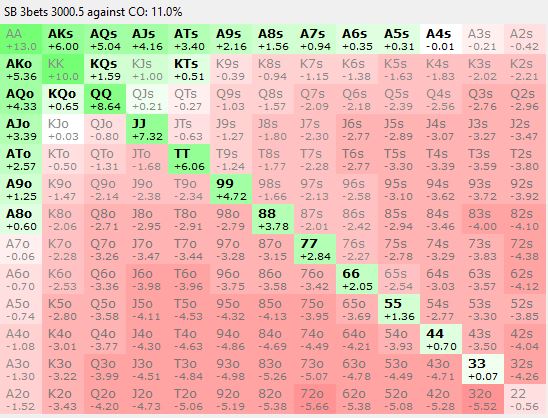 SB 3bets 3000.5 against CO: 11.0%
AA AKs AQs AJs ATs A9s A8s A7s A6s A5s A4s A3s A2s
+13.0 +6.00 +5.04 +4.16 +3.40 +2.16 +1.56 +0.94 +0.35 +0.31 -0.01 -0.21 -0.42
AKo KK KQs KJs KTs K9s K8s K7s K6s K5s K4s K3s K2s
+5.36 +10.0 +1.59 +1.00 +0.51 -0.39 -0.94 -1.15 -1.38 -1.63 -1.83 -2.02 -2.21
AQo KQo QQ QJs QTs Q9s Q8s Q7s Q6s Q5s Q4s Q3s Q2s
+4.33 +0.65 +8.64 +0.21 -0.27 -1.03 -1.57 -2.09 -2.18 -2.39 -2.56 -2.76 -2.96
AJo KJo QJo JJ JTs J9s J8s J7s J6s J5s J4s J3s J2s
+3.39 +0.03 -0.80 +7.32 -0.63 -1.27 -1.80 -2.30 -2.77 -2.89 -3.07 -3.27 -3.47
ATo KTo QTo JTo TT T9s T8s T7s T6s T5s T4s T3s T2s
+2.57 -0.50 -1.31 -1.68 +6.06 -1.24 -1.77 -2.28 -2.77 -3.30 -3.39 -3.59 -3.80
A9o K9o Q9o J9o T9o 99 98s 97s 96s 95s 94s 93s 92s
+1.25 -1.47 -2.14 -2.38 -2.34 +4.72 -1.66 -2.13 -2.58 -3.10 -3.62 -3.72 -3.92
A8o K8o Q8o J8o T8o 98o 88 87s 86s 85s 84s 83s 82s
+0.60 -2.06 -2.71 -2.95 -2.91 -2.79 +3.78 -2.01 -2.42 -2.94 -3.46 -4.00 -4.10
A7o K7o Q7o J7o T7o 97o 87o 77 76s 75s 74s 73s 72s
-0.06 -2.28 -3.26 -3.47 -3.44 -3.28 -3.15 +2.84 -2.27 -2.78 -3.29 -3.83 -4.38
A6o K6o Q6o J6o T6o 96o 86o 76o 66 65s 64s 63s 62s
-0.70 -2.53 -3.36 -3.98 -3.96 -3.75 -3.58 -3.42 +2.05 -2.54 -3.03 -3.57 -4.12
A5o K5o Q5o J5o T5o 95o 85o 75o 65o 55 54s 53s 52s
-0.74 -2.80 -3.58 -4.11 -4.53 -4.32 -4.13 -3.95 -3.69 +1.36 -2.77 -3.30 -3.85
A4o K4o Q4o J4o T4o 94o 84o 74o 64o 54o 44 43s 42s
-1.08 -3.01 -3.77 -4.30 -4.63 -4.86 -4.69 -4.49 -4.21 -3.93 +0.70 -3.50 -4.04
A3o K3o Q3o J3o T3o 93o 83o 73o 63o 53o 43o 33 32s
-1.30 -3.22 -3.99 -4.51 -4.84 -4.98 -5.26 -5.07 -4.78 -4.49 -4.71 +0.07 -4.26
A2o K2o Q2o J2o T2o 92o 82o 72o 62o 52o 42o 32o 22
-1.52 -3.43 -4.20 -4.73 -5.06 -5.19 -5.38 -5.66 -5.38 -5.08 -5.28 -5.52 -0.56